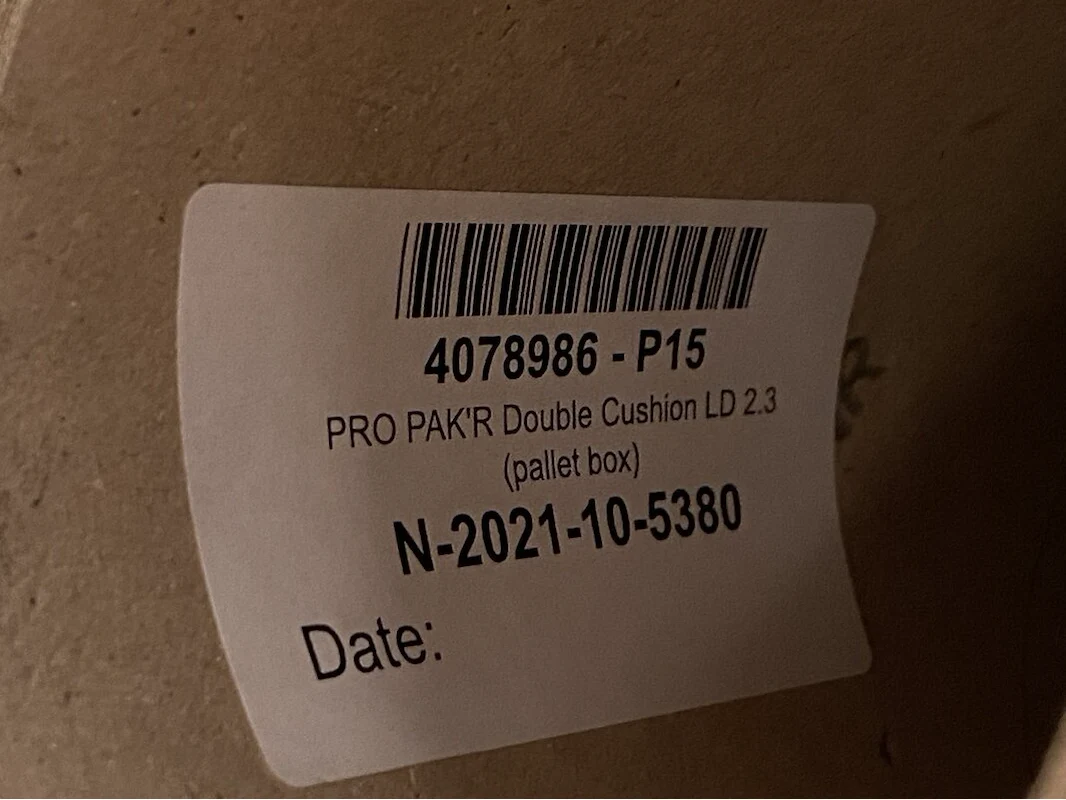 4078986 - P15
PRO PAK'R Double Cushion LD 2.3
(pallet box)
N-2021-10-5380
Date: